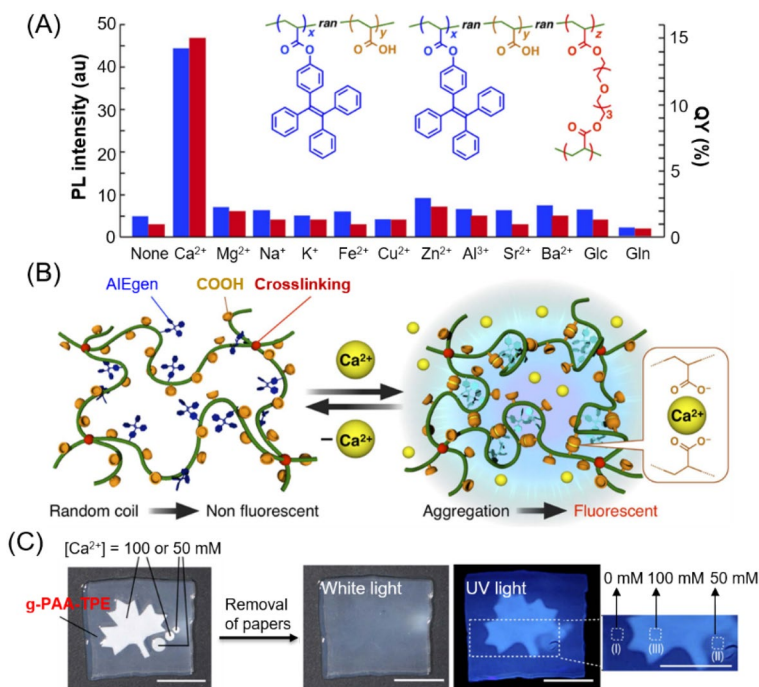 (A)
PL intensity (au)
50
40
30
20
10
0
QY (%)
15
10
5
0
x ran y
O O
O OH
x ran y ran z
O O
O OH
O O
O
3
O O
None Ca²⁺ Mg²⁺ Na⁺ K⁺ Fe²⁺ Cu²⁺ Zn²⁺ Al³⁺ Sr²⁺ Ba²⁺ Glc Gln
(B)
AIEgen COOH Crosslinking
Ca²⁺
− Ca²⁺
O O⁻
Ca²⁺
O O⁻
Random coil Non fluorescent
Aggregation Fluorescent
(C)
[Ca²⁺] = 100 or 50 mM
g-PAA-TPE
Removal
of papers
White light
UV light
0 mM 100 mM 50 mM
(I) (III) (II)